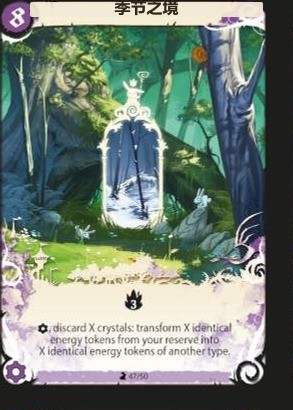 季节之境
8
3
, discard X crystals: transform X identical
energy tokens from your reserve into
X identical energy tokens of another type.
47/50